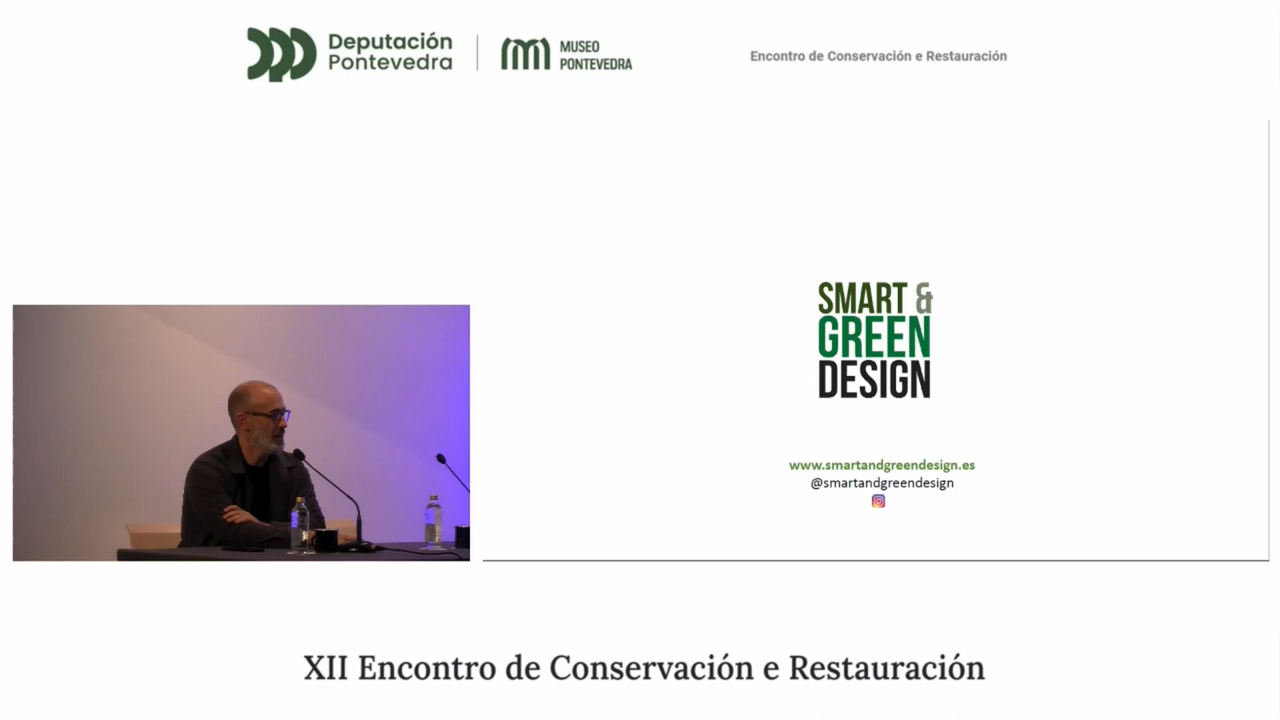 Deputación
Pontevedra
MUSEO
PONTEVEDRA
Encontro de Conservación e Restauración
SMART &
GREEN
DESIGN
www.smartandgreendesign.es
@smartandgreendesign
XII Encontro de Conservación e Restauración